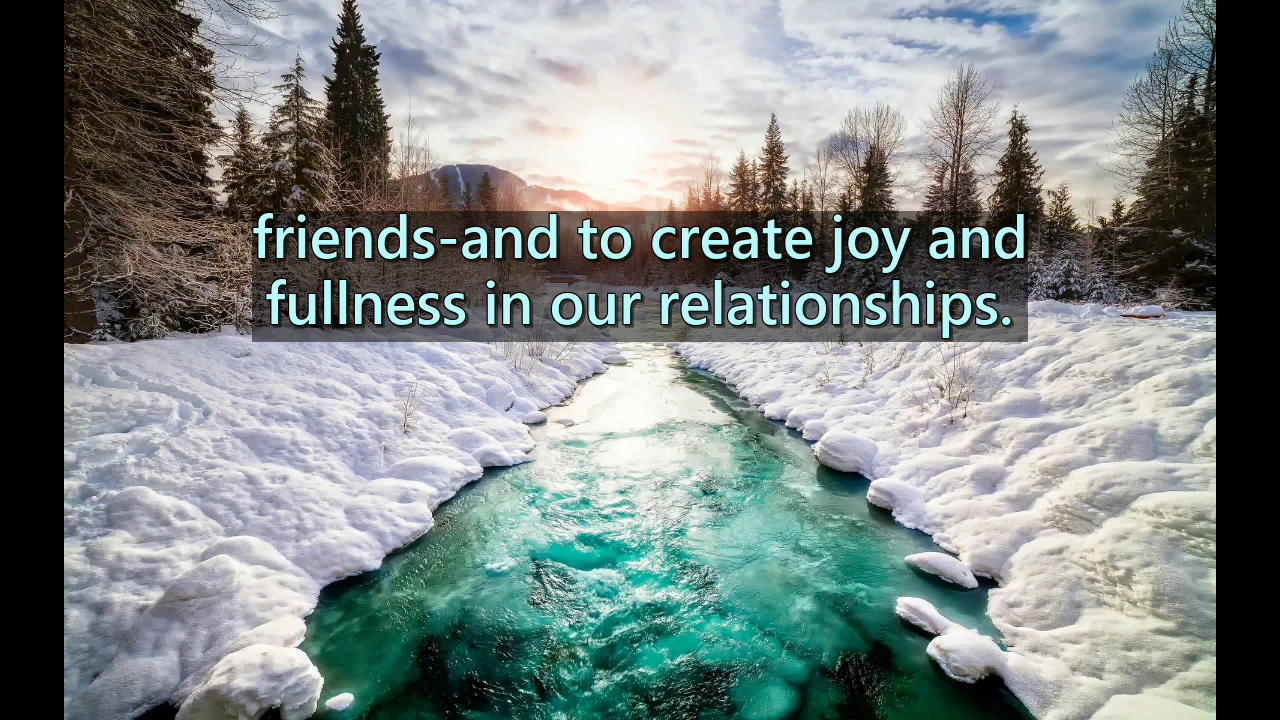 friends-and to create joy and
fullness in our relationships.